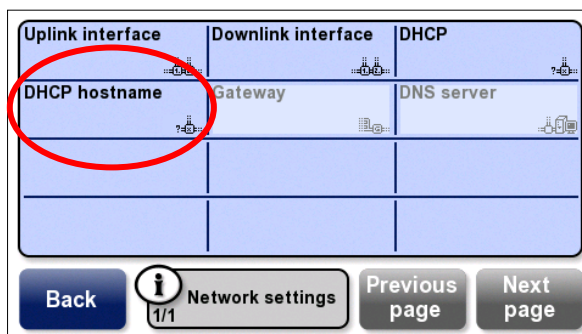 Uplink interface Downlink interface DHCP
DHCP hostname Gateway DNS server
Back i 1/1 Network settings Previous page Next page